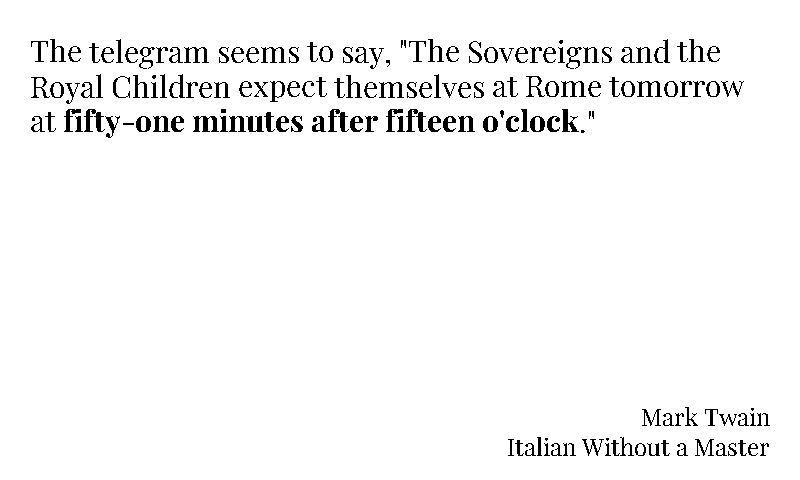 The telegram seems to say, "The Sovereigns and the
Royal Children expect themselves at Rome tomorrow
at fifty-one minutes after fifteen o'clock."
Mark Twain
Italian Without a Master